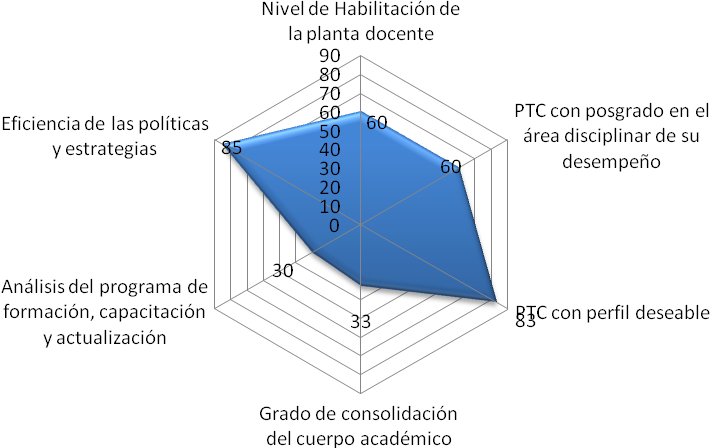 Nivel de Habilitación de
la planta docente
90
80
70
60
50
40
30
20
10
0
60
PTC con posgrado en el
área disciplinar de su
desempeño
60
PTC con perfil deseable
83
Grado de consolidación
del cuerpo académico
33
Análisis del programa de
formación, capacitación
y actualización
30
Eficiencia de las políticas
y estrategias
85